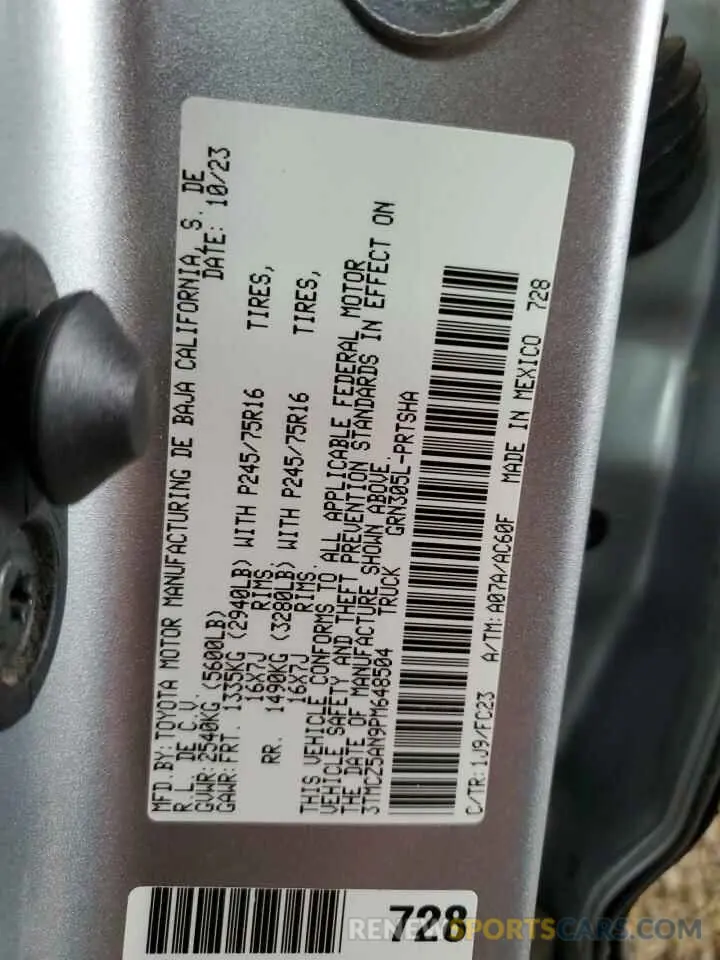 MFD.BY: TOYOTA MOTOR MANUFACTURING DE BAJA CALIFORNIA, S. DE
R.L. DE C.V. DATE: 10/23
GVWR: 2540KG (5600LB)
GAWR: FRT. 1335KG (2940LB) WITH P245/75R16 TIRES,
16X7J RIMS,
RR. 1490KG (3280LB) WITH P245/75R16 TIRES,
16X7J RIMS.
THIS VEHICLE CONFORMS TO ALL APPLICABLE FEDERAL MOTOR
VEHICLE SAFETY AND THEFT PREVENTION STANDARDS IN EFFECT ON
THE DATE OF MANUFACTURE SHOWN ABOVE.
3TMCZ5AN9PM648504 TRUCK GRN305L-PRTSHA
C/TR: 1J9/FC23 A/TM: A07A/AC60F MADE IN MEXICO 728
728
RENEWSPORTSCARS.COM